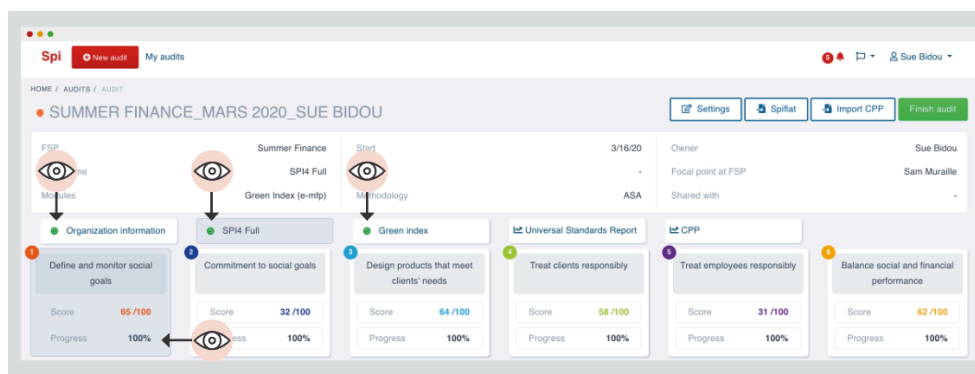 Spi
New audit
My audits
5
Sue Bidou
HOME / AUDITS / AUDIT
SUMMER FINANCE_MARS 2020_SUE BIDOU
Settings
Spiflat
Import CPP
Finish audit
FSP
Summer Finance
Start
3/16/20
Owner
Sue Bidou
SPI4 Full
-
Focal point at FSP
Sam Muraille
Modules
Green Index (e-mfp)
Methodology
ASA
Shared with
-
Organization information
SPI4 Full
Green index
Universal Standards Report
CPP
1
Define and monitor social
goals
Score
65 /100
Progress
100%
2
Commitment to social goals
Score
32 /100
100%
3
Design products that meet
clients' needs
Score
64 /100
Progress
100%
4
Treat clients responsibly
Score
58 /100
Progress
100%
5
Treat employees responsibly
Score
31 /100
Progress
100%
6
Balance social and financial
performance
Score
62 /100
Progress
100%